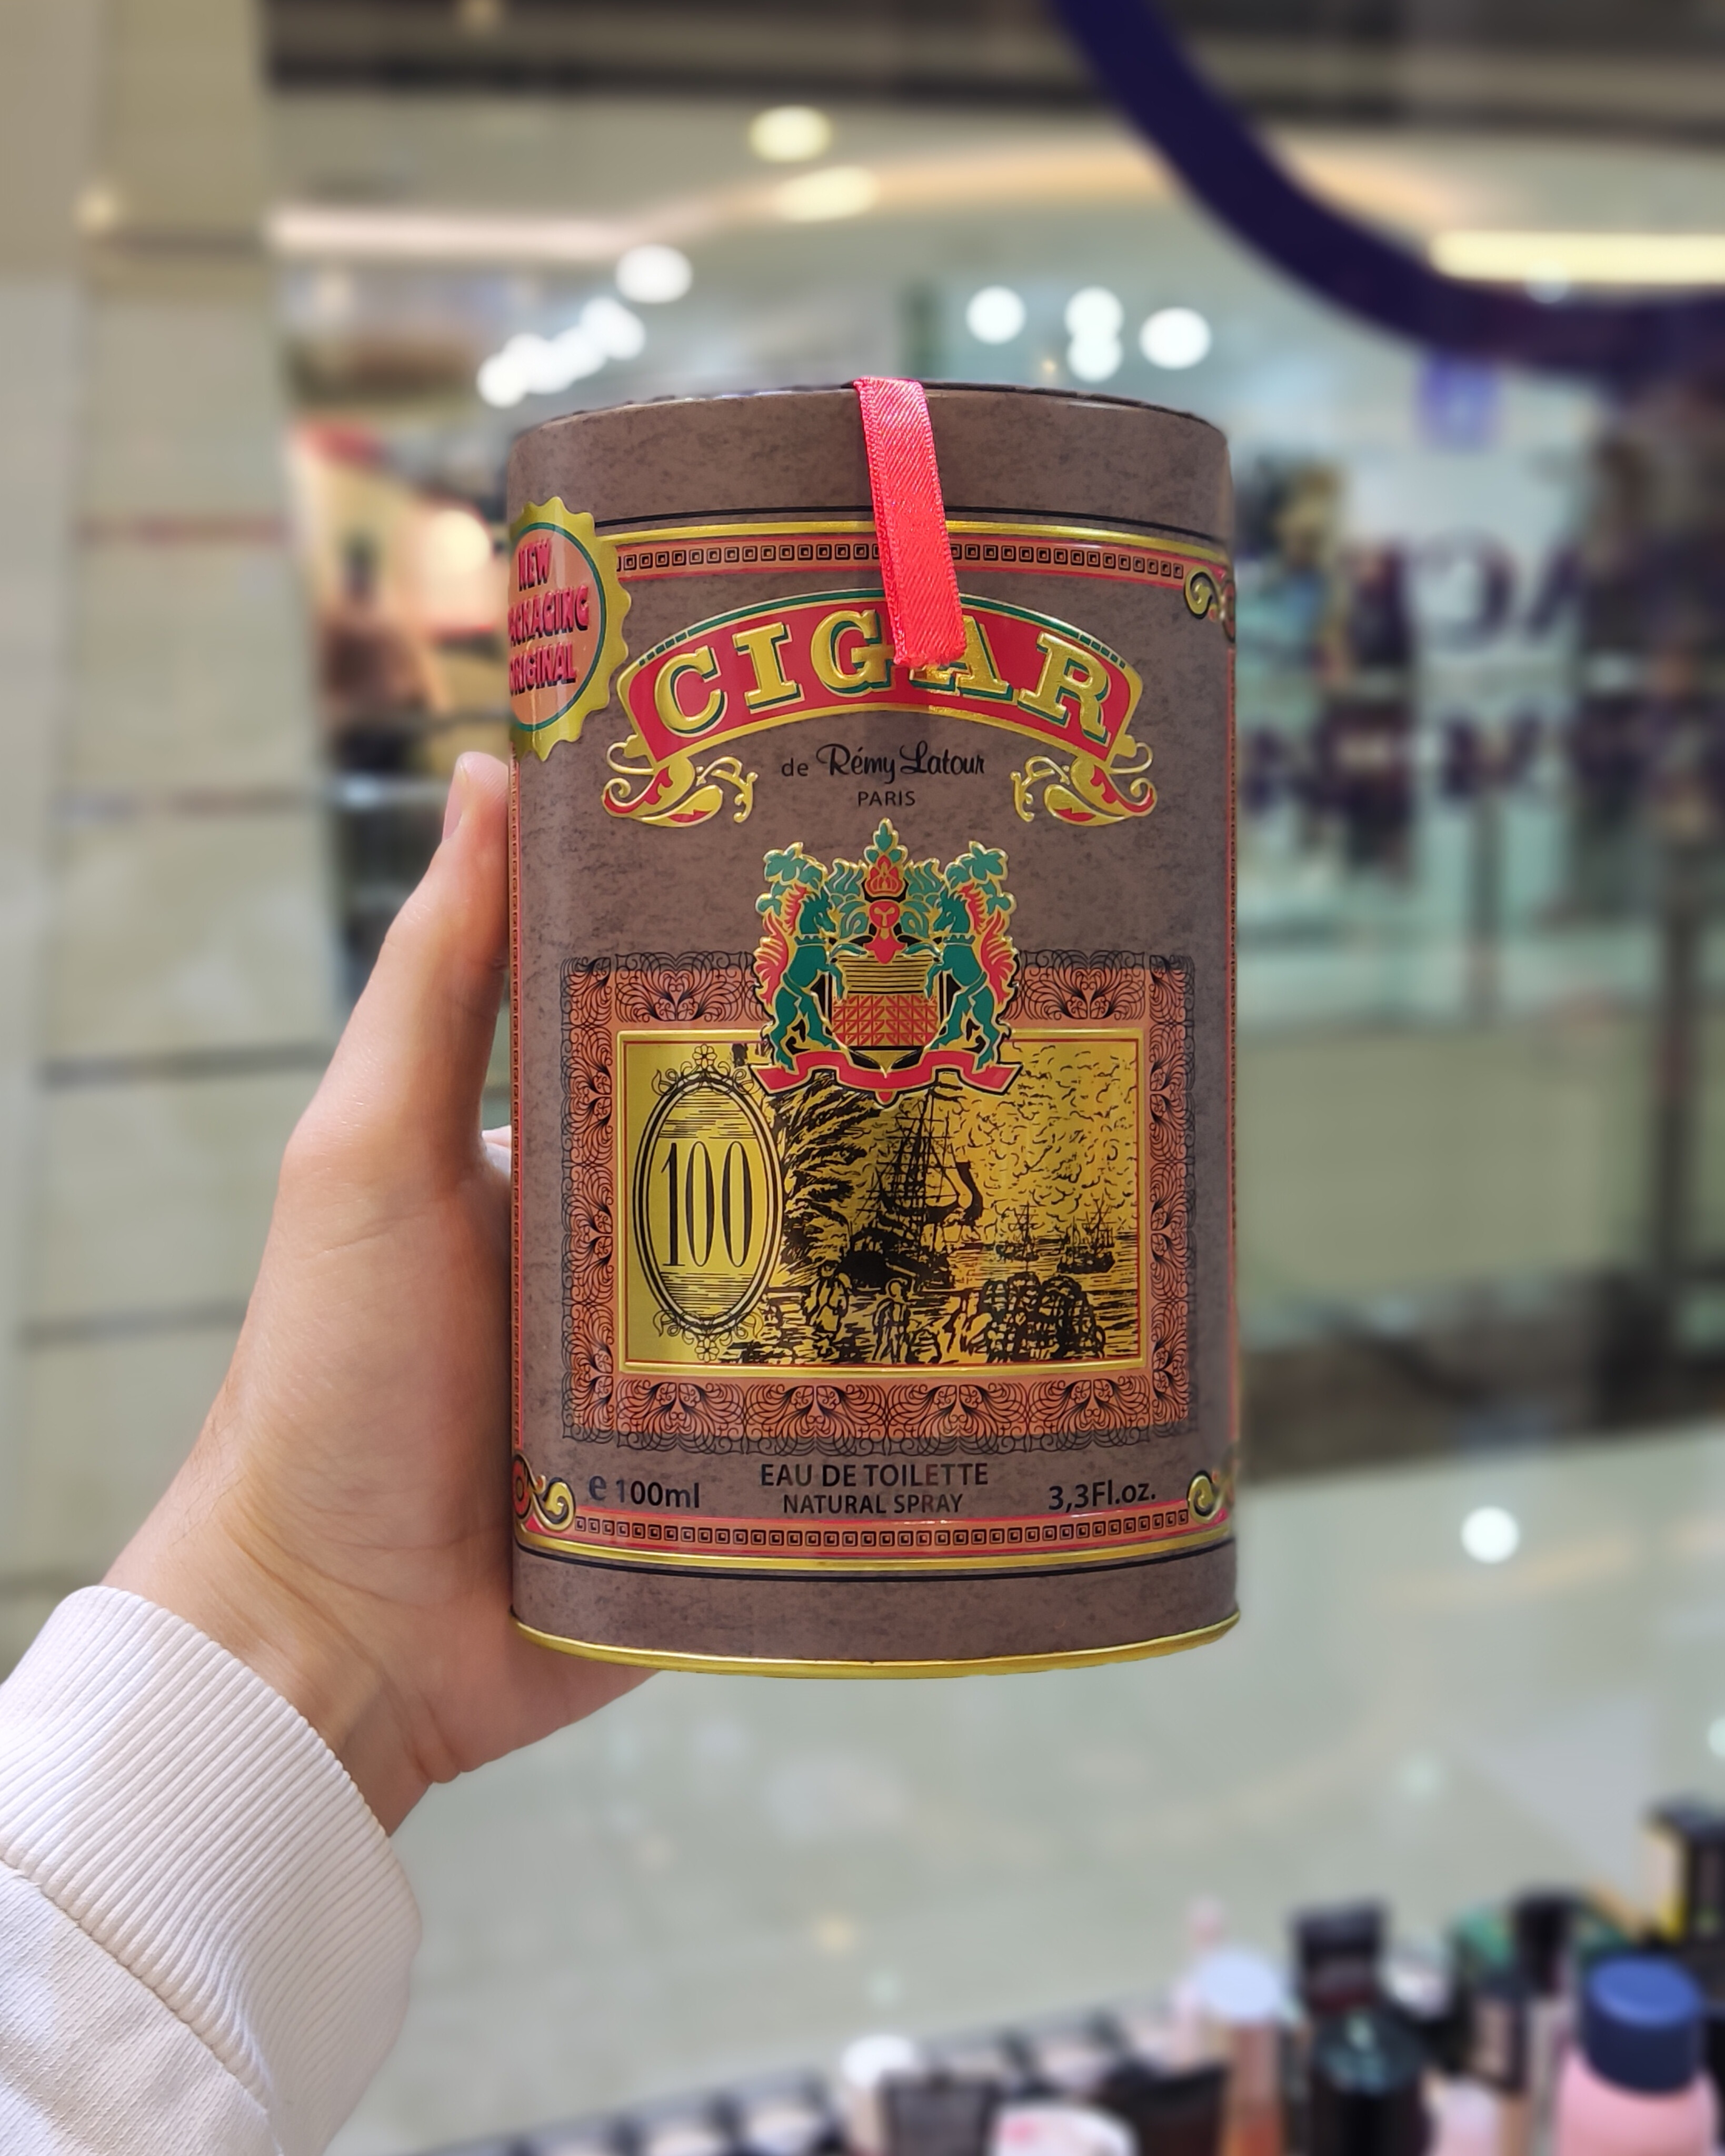 NEW
PACKAGING
ORIGINAL
CIGAR
de Rémy Latour
PARIS
100
e 100ml
EAU DE TOILETTE
NATURAL SPRAY
3,3Fl.oz.